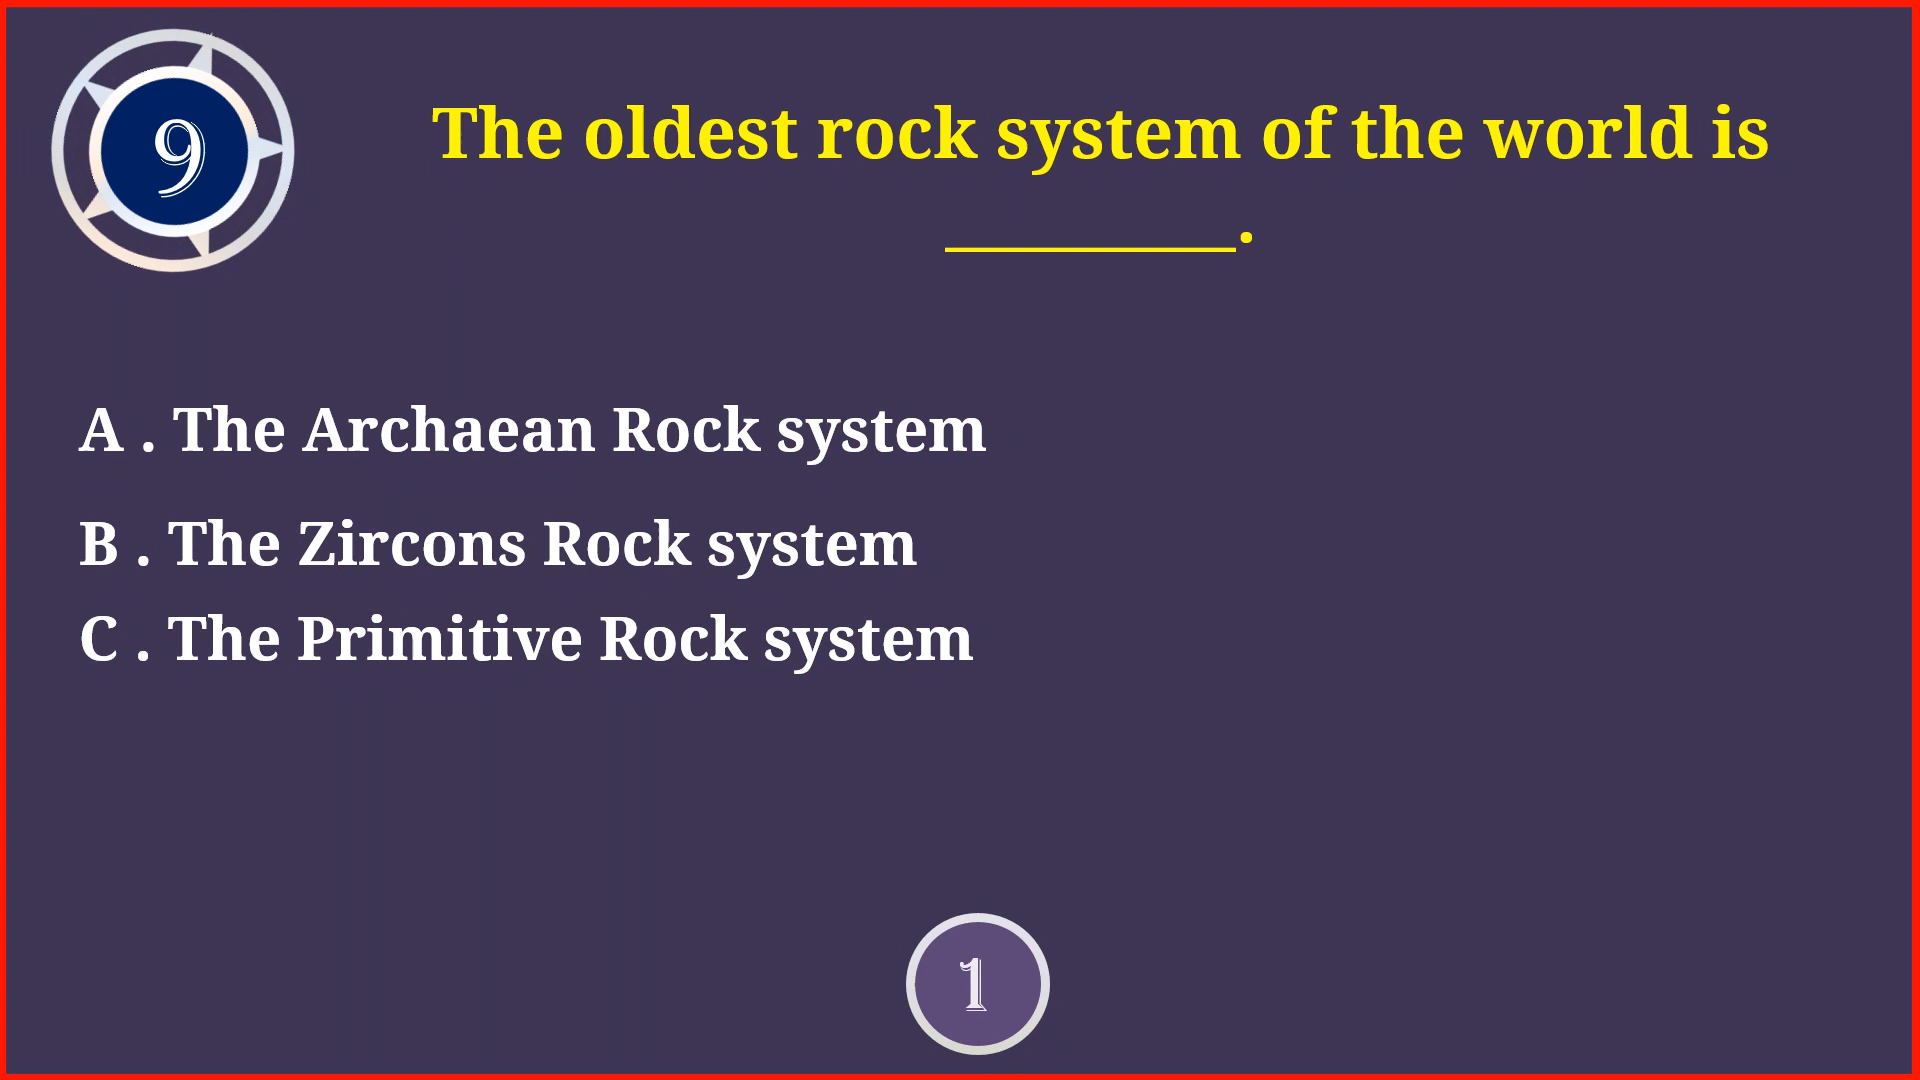 9
The oldest rock system of the world is
_________.
A . The Archaean Rock system
B . The Zircons Rock system
C . The Primitive Rock system
1